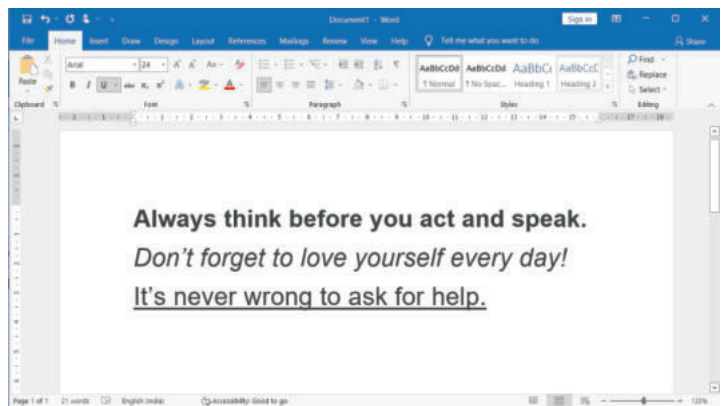 Document1 - Word
Sign in
File Home Insert Draw Design Layout References Mailings Review View Help Tell me what you want to do Share
Paste
Arial 24
B I U abc x₂ x² A
AaBbCcDd AaBbCcDd AaBbCc AaBbCcD
¶ Normal ¶ No Spac... Heading 1 Heading 2
Find
Replace
Select
Clipboard Font Paragraph Styles Editing
Always think before you act and speak.
Don't forget to love yourself every day!
It's never wrong to ask for help.
Page 1 of 1 21 words English (India) Accessibility: Good to go 120%